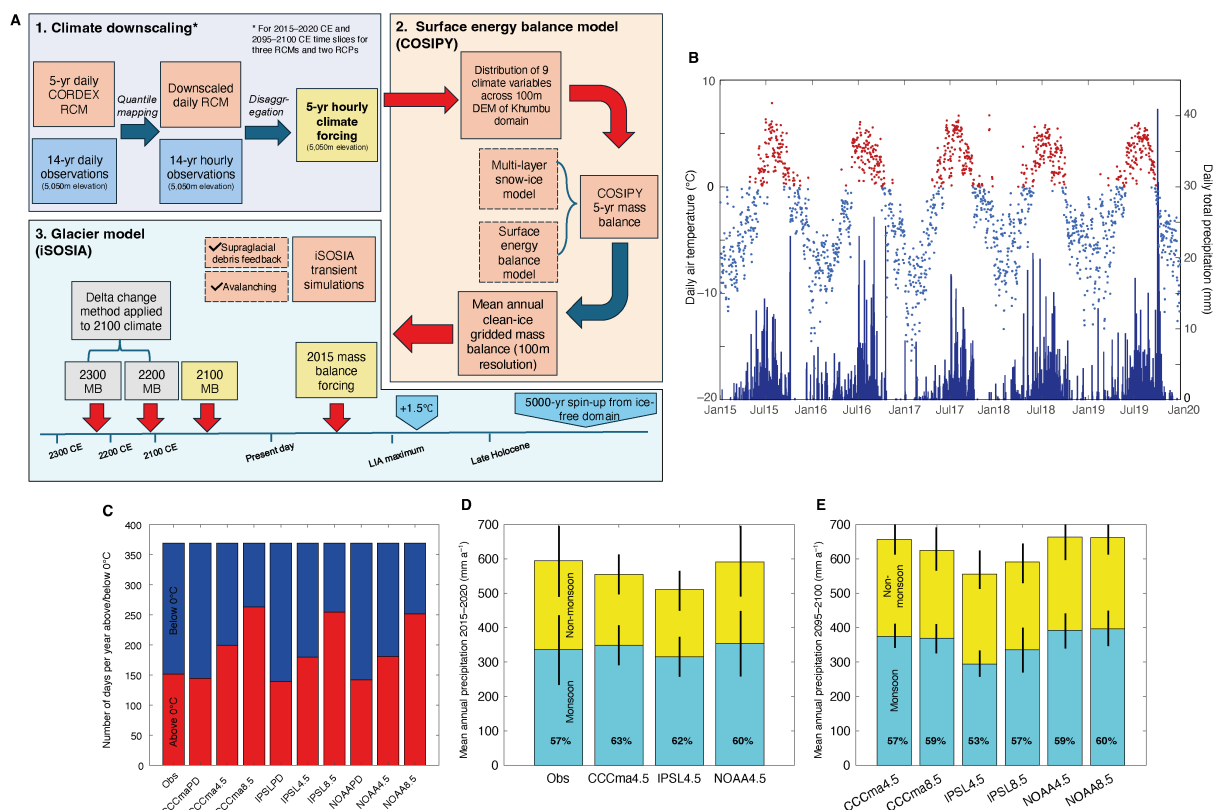 A
1. Climate downscaling*
* For 2015–2020 CE and
2095–2100 CE time slices for
three RCMs and two RCPs
5-yr daily
CORDEX
RCM
Quantile
mapping
Downscaled
daily RCM
Disaggr-
egation
5-yr hourly
climate
forcing
(5,050m elevation)
14-yr daily
observations
(5,050m elevation)
14-yr hourly
observations
(5,050m elevation)
2. Surface energy balance model
(COSIPY)
Distribution of 9
climate variables
across 100m
DEM of Khumbu
domain
Multi-layer
snow-ice
model
COSIPY
5-yr mass
balance
Surface
energy
balance
model
Mean annual
clean-ice
gridded mass
balance (100m
resolution)
3. Glacier model
(iSOSIA)
Supraglacial
debris feedback
Avalanching
iSOSIA
transient
simulations
Delta change
method applied
to 2100 climate
2300
MB
2200
MB
2100
MB
2015 mass
balance
forcing
+1.5°C
5000-yr spin-up from ice-
free domain
2300 CE
2200 CE
2100 CE
Present day
LIA maximum
Late Holocene
B
Daily air temperature (°C)
10
0
−10
−20
Daily total precipitation (mm)
40
30
20
10
0
Jan15
Jul15
Jan16
Jul16
Jan17
Jul17
Jan18
Jul18
Jan19
Jul19
Jan20
C
Number of days per year above/below 0°C
400
350
300
250
200
150
100
50
0
Below 0°C
Above 0°C
Obs
CCCmaPD
CCCma4.5
CCCma8.5
IPSLPD
IPSL4.5
IPSL8.5
NOAAPD
NOAA4.5
NOAA8.5
D
Mean annual precipitation 2015–2020 (mm a⁻¹)
700
600
500
400
300
200
100
0
Non-monsoon
Monsoon
57%
63%
62%
60%
Obs
CCCma4.5
IPSL4.5
NOAA4.5
E
Mean annual precipitation 2095–2100 (mm a⁻¹)
700
600
500
400
300
200
100
0
Non-
monsoon
Monsoon
57%
59%
53%
57%
59%
60%
CCCma4.5
CCCma8.5
IPSL4.5
IPSL8.5
NOAA4.5
NOAA8.5